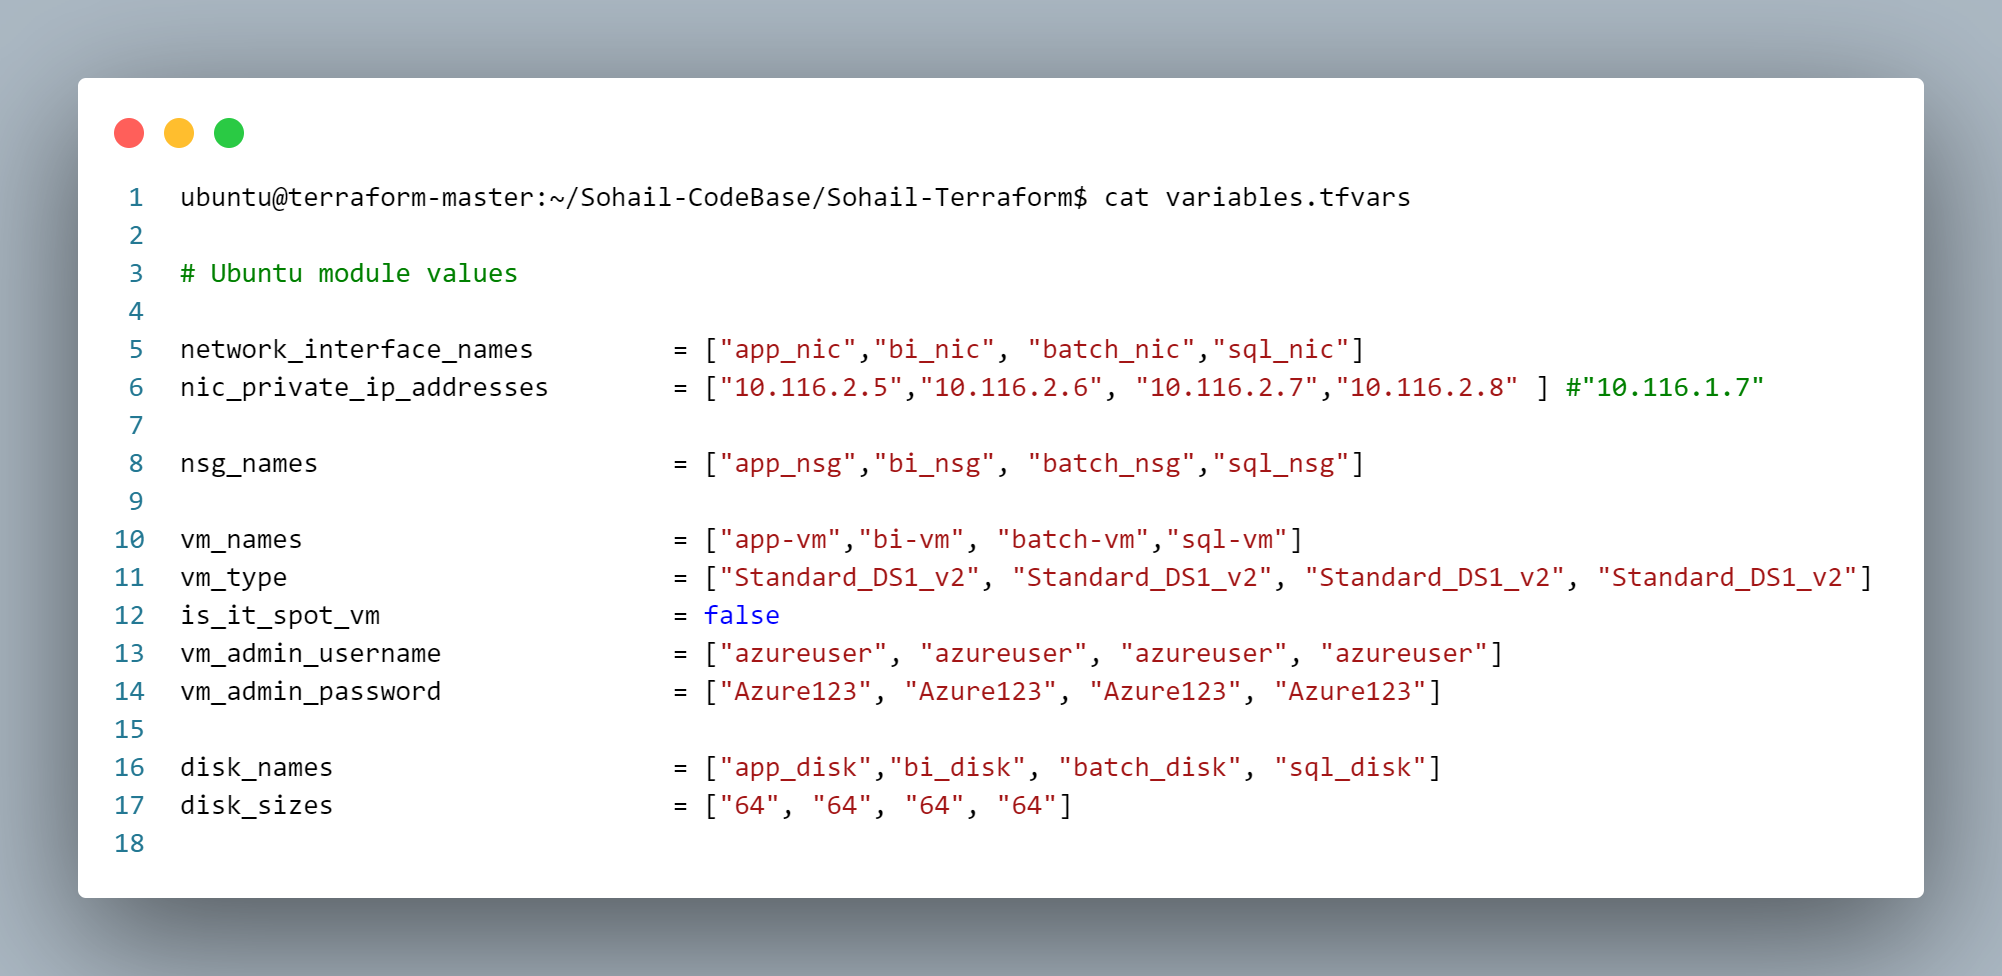 1 ubuntu@terraform-master:~/Sohail-CodeBase/Sohail-Terraform$ cat variables.tfvars
2
3 # Ubuntu module values
4
5 network_interface_names         = ["app_nic","bi_nic", "batch_nic","sql_nic"]
6 nic_private_ip_addresses        = ["10.116.2.5","10.116.2.6", "10.116.2.7","10.116.2.8" ] #"10.116.1.7"
7
8 nsg_names                       = ["app_nsg","bi_nsg", "batch_nsg","sql_nsg"]
9
10 vm_names                        = ["app-vm","bi-vm", "batch-vm","sql-vm"]
11 vm_type                         = ["Standard_DS1_v2", "Standard_DS1_v2", "Standard_DS1_v2", "Standard_DS1_v2"]
12 is_it_spot_vm                   = false
13 vm_admin_username               = ["azureuser", "azureuser", "azureuser", "azureuser"]
14 vm_admin_password               = ["Azure123", "Azure123", "Azure123", "Azure123"]
15
16 disk_names                      = ["app_disk","bi_disk", "batch_disk", "sql_disk"]
17 disk_sizes                      = ["64", "64", "64", "64"]
18